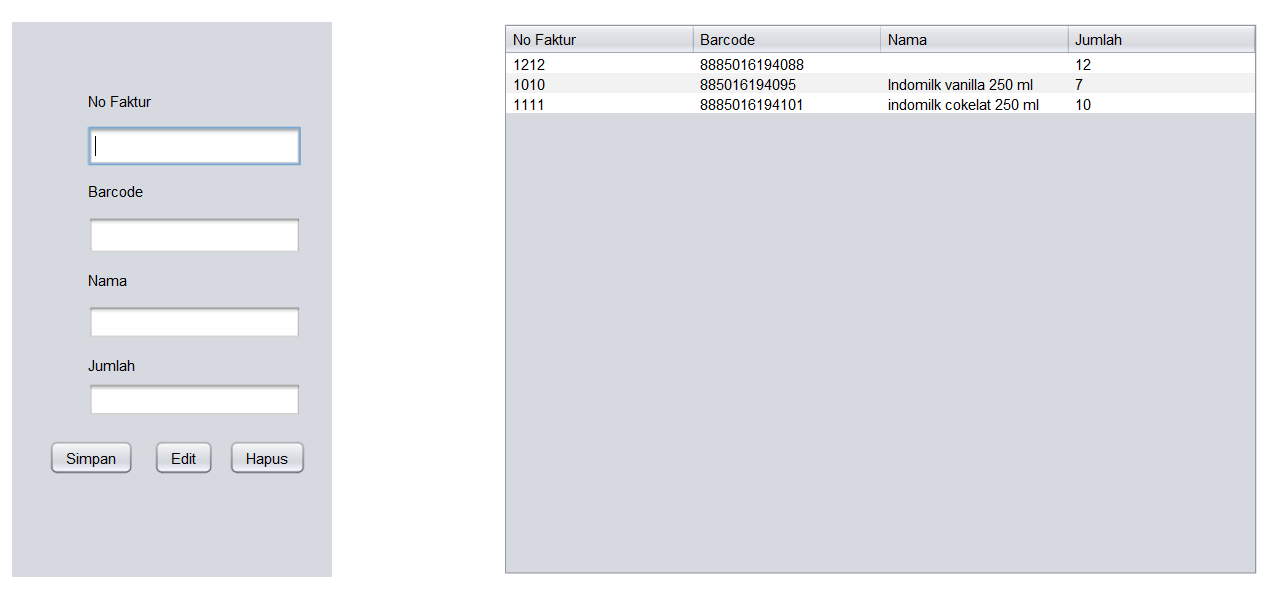 No Faktur
Barcode
Nama
Jumlah
Simpan Edit Hapus
No Faktur Barcode Nama Jumlah
1212 8885016194088 12
1010 885016194095 Indomilk vanilla 250 ml 7
1111 8885016194101 indomilk cokelat 250 ml 10